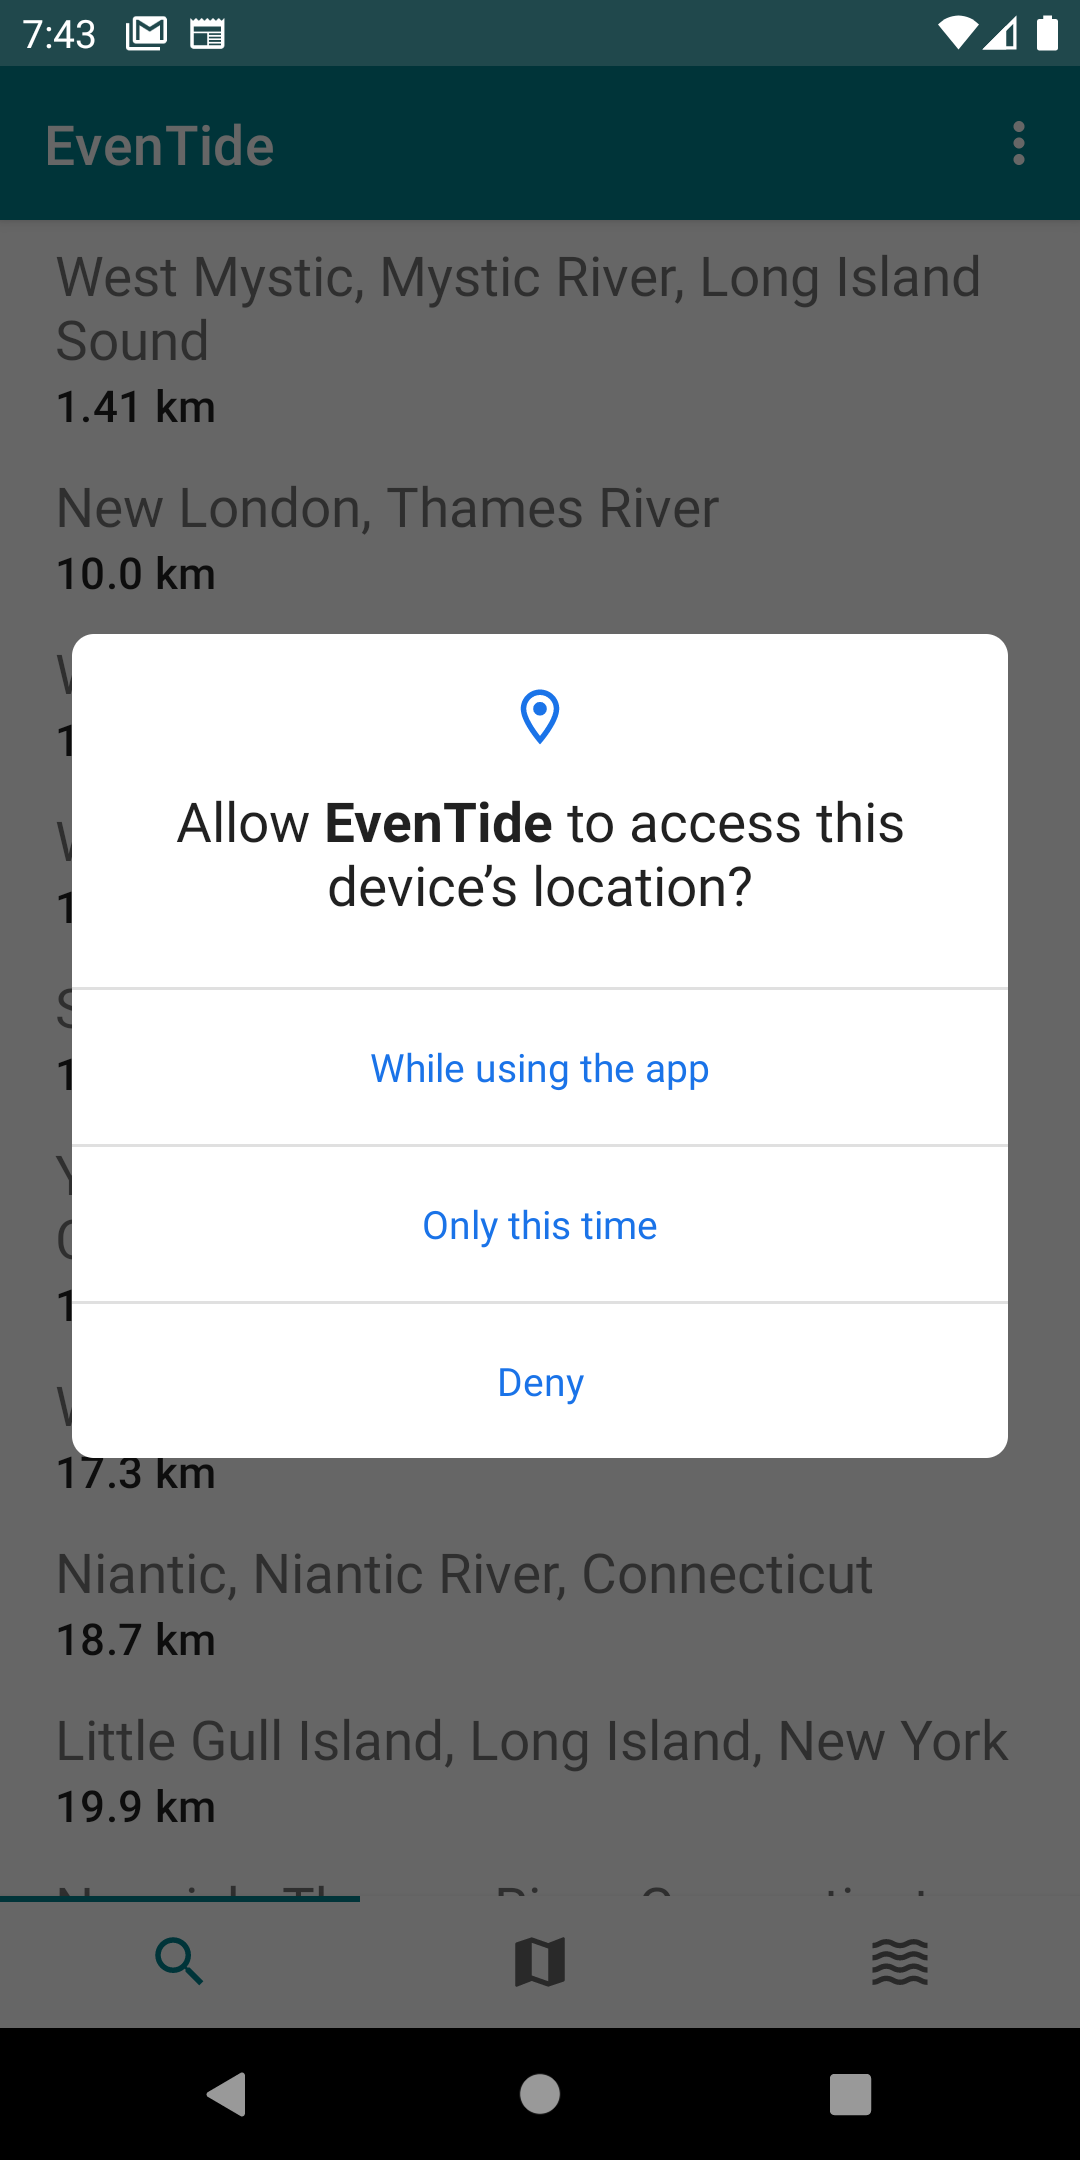 7:43
EvenTide
West Mystic, Mystic River, Long Island
Sound
1.41 km
New London, Thames River
10.0 km
Allow EvenTide to access this
device’s location?
While using the app
Only this time
Deny
17.3 km
Niantic, Niantic River, Connecticut
18.7 km
Little Gull Island, Long Island, New York
19.9 km